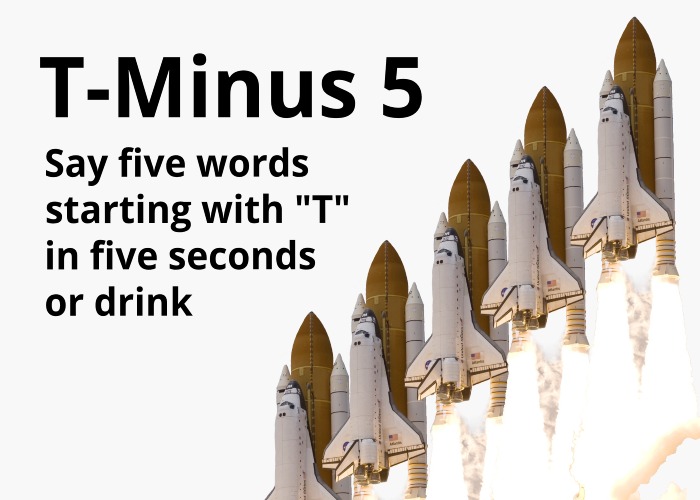 T-Minus 5
Say five words
starting with "T"
in five seconds
or drink